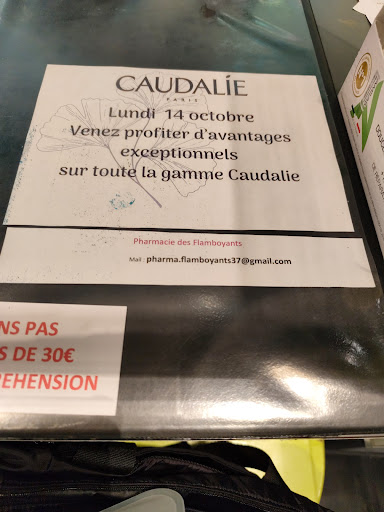 CAUDALÍE
PARIS
Lundi 14 octobre
Venez profiter d'avantages
exceptionnels
sur toute la gamme Caudalie
Pharmacie des Flamboyants
Mail : pharma.flamboyants37@gmail.com
NS PAS
S DE 30€
REHENSION